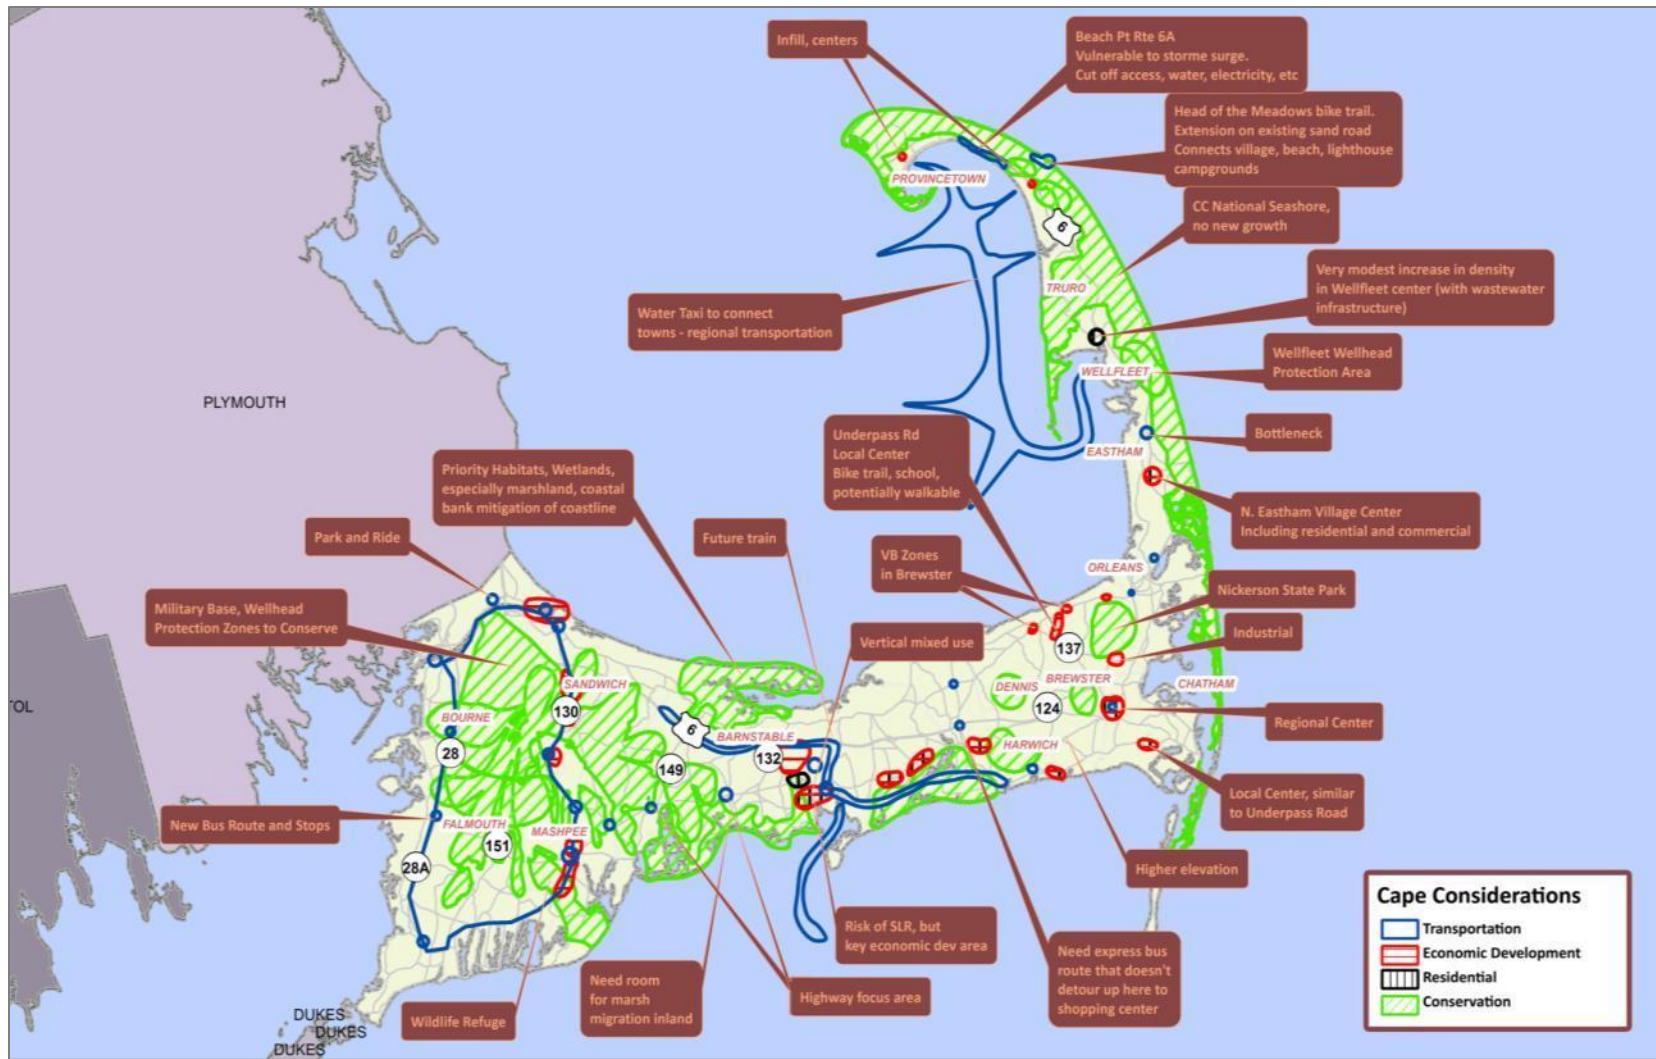 Infill, centers
Beach Pt Rte 6A
Vulnerable to storme surge.
Cut off access, water, electricity, etc
Head of the Meadows bike trail.
Extension on existing sand road
Connects village, beach, lighthouse
campgrounds
PROVINCETOWN
CC National Seashore,
no new growth
6
TRURO
Very modest increase in density
in Wellfleet center (with wastewater
infrastructure)
Water Taxi to connect
towns - regional transportation
Wellfleet Wellhead
Protection Area
WELLFLEET
PLYMOUTH
Underpass Rd
Local Center
Bike trail, school,
potentially walkable
Bottleneck
EASTHAM
Priority Habitats, Wetlands,
especially marshland, coastal
bank mitigation of coastline
N. Eastham Village Center
Including residential and commercial
Park and Ride
Future train
VB Zones
in Brewster
ORLEANS
Nickerson State Park
Military Base, Wellhead
Protection Zones to Conserve
Industrial
Vertical mixed use
137
SANDWICH
DENNIS
BREWSTER
CHATHAM
TOL
BOURNE
130
124
Regional Center
6
BARNSTABLE
HARWICH
28
132
149
Local Center, similar
to Underpass Road
New Bus Route and Stops
FALMOUTH
MASHPEE
151
28A
Higher elevation
Cape Considerations
Transportation
Economic Development
Residential
Conservation
Risk of SLR, but
key economic dev area
Need express bus
route that doesn't
detour up here to
shopping center
Need room
for marsh
migration inland
Highway focus area
Wildlife Refuge
DUKES
DUKES
DUKES